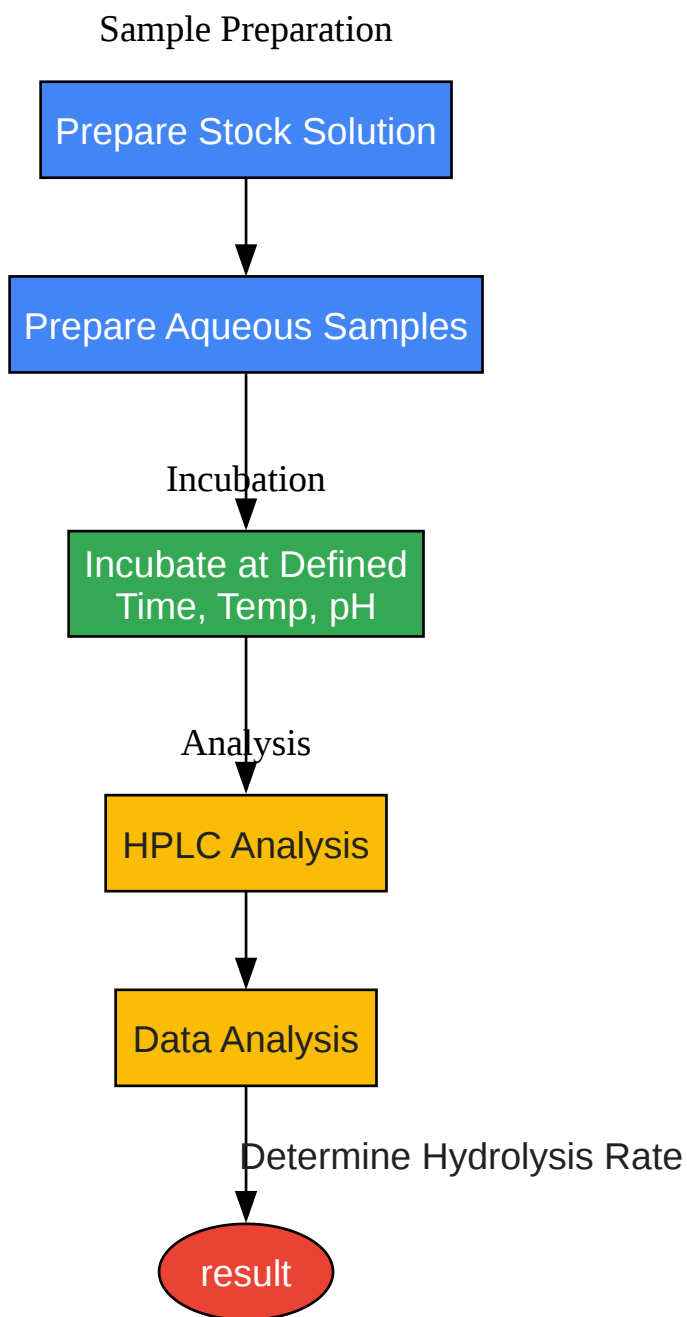 Sample Preparation
Prepare Stock Solution
Prepare Aqueous Samples
Incubation
Incubate at Defined
Time, Temp, pH
Analysis
HPLC Analysis
Data Analysis
Determine Hydrolysis Rate
result